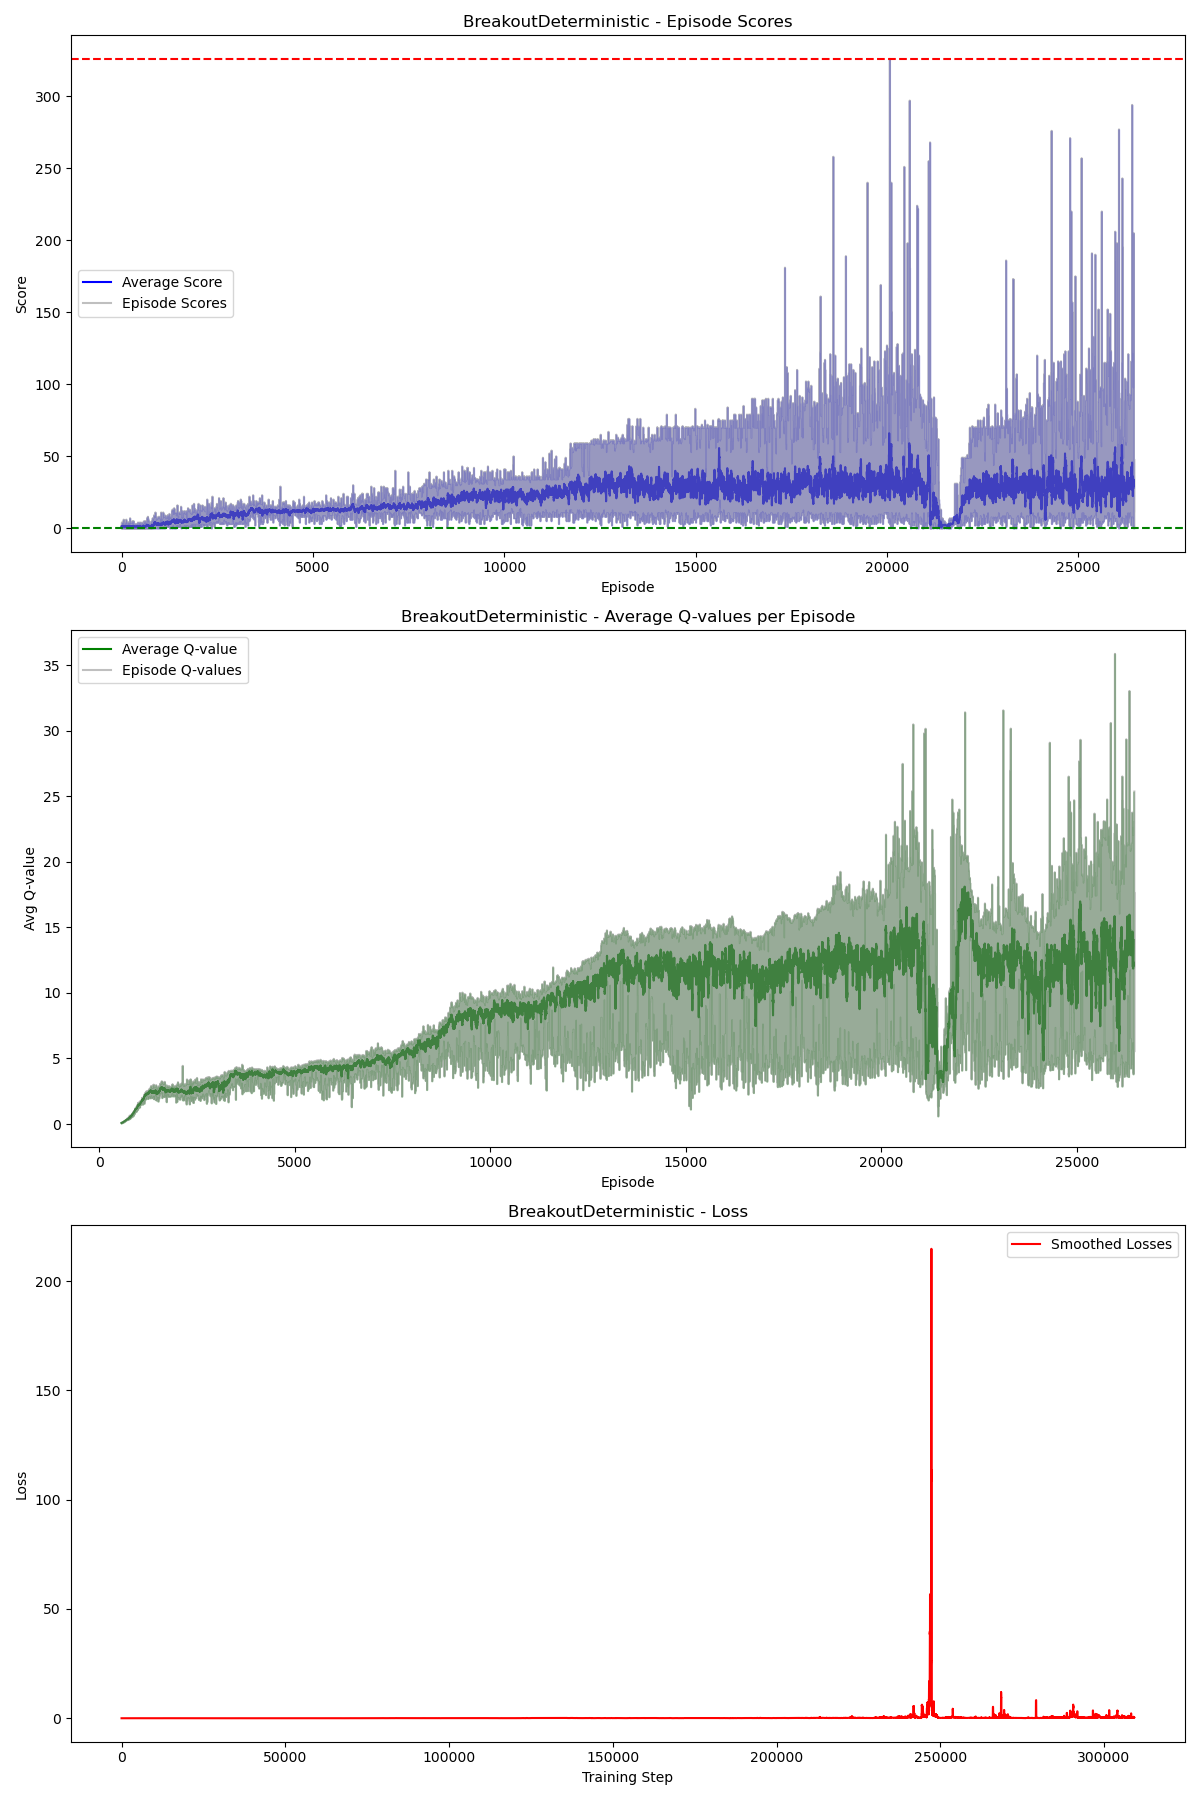 BreakoutDeterministic - Episode Scores
Score
300
250
200
150
100
50
0
Average Score
Episode Scores
0 5000 10000 15000 20000 25000
Episode
BreakoutDeterministic - Average Q-values per Episode
Avg Q-value
35
30
25
20
15
10
5
0
Average Q-value
Episode Q-values
0 5000 10000 15000 20000 25000
Episode
BreakoutDeterministic - Loss
Loss
200
150
100
50
0
Smoothed Losses
0 50000 100000 150000 200000 250000 300000
Training Step